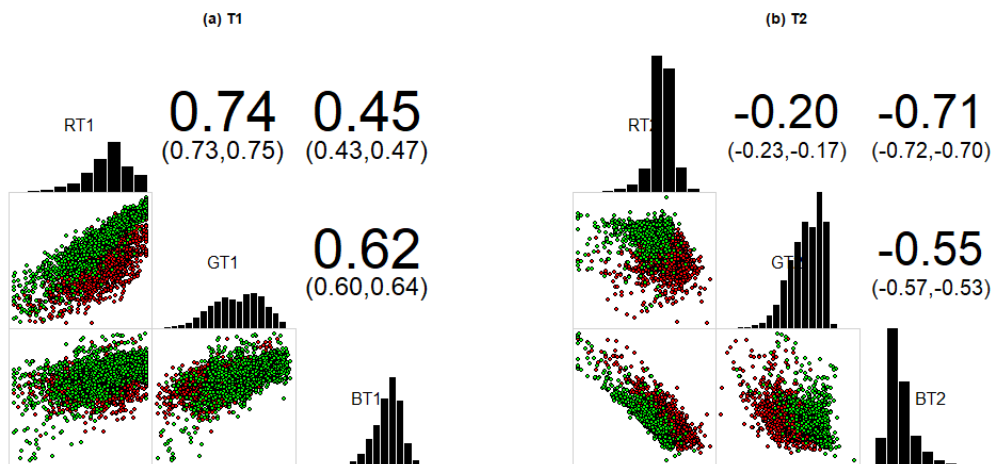 (a) T1
RT1
0.74
(0.73,0.75)
0.45
(0.43,0.47)
GT1
0.62
(0.60,0.64)
BT1
(b) T2
RT2
-0.20
(-0.23,-0.17)
-0.71
(-0.72,-0.70)
GT2
-0.55
(-0.57,-0.53)
BT2